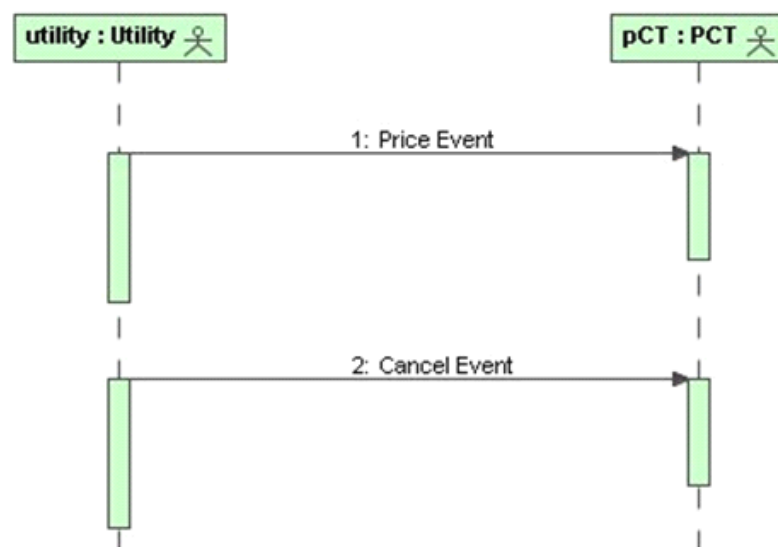 utility : Utility
pCT : PCT
1: Price Event
2: Cancel Event